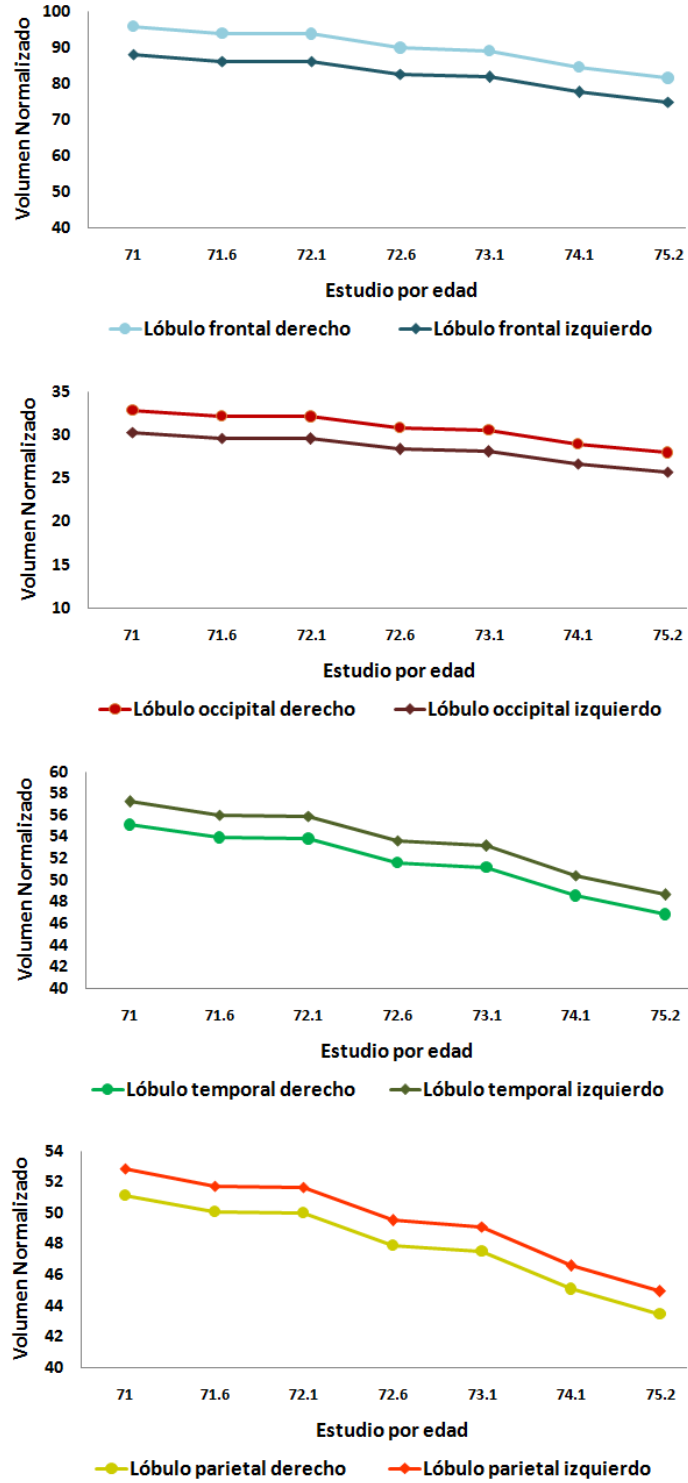 Volumen Normalizado
100
90
80
70
60
50
40
71 71.6 72.1 72.6 73.1 74.1 75.2
Estudio por edad
Lóbulo frontal derecho Lóbulo frontal izquierdo
Volumen Normalizado
35
30
25
20
15
10
71 71.6 72.1 72.6 73.1 74.1 75.2
Estudio por edad
Lóbulo occipital derecho Lóbulo occipital izquierdo
Volumen Normalizado
60
58
56
54
52
50
48
46
44
42
40
71 71.6 72.1 72.6 73.1 74.1 75.2
Estudio por edad
Lóbulo temporal derecho Lóbulo temporal izquierdo
Volumen Normalizado
54
52
50
48
46
44
42
40
71 71.6 72.1 72.6 73.1 74.1 75.2
Estudio por edad
Lóbulo parietal derecho Lóbulo parietal izquierdo